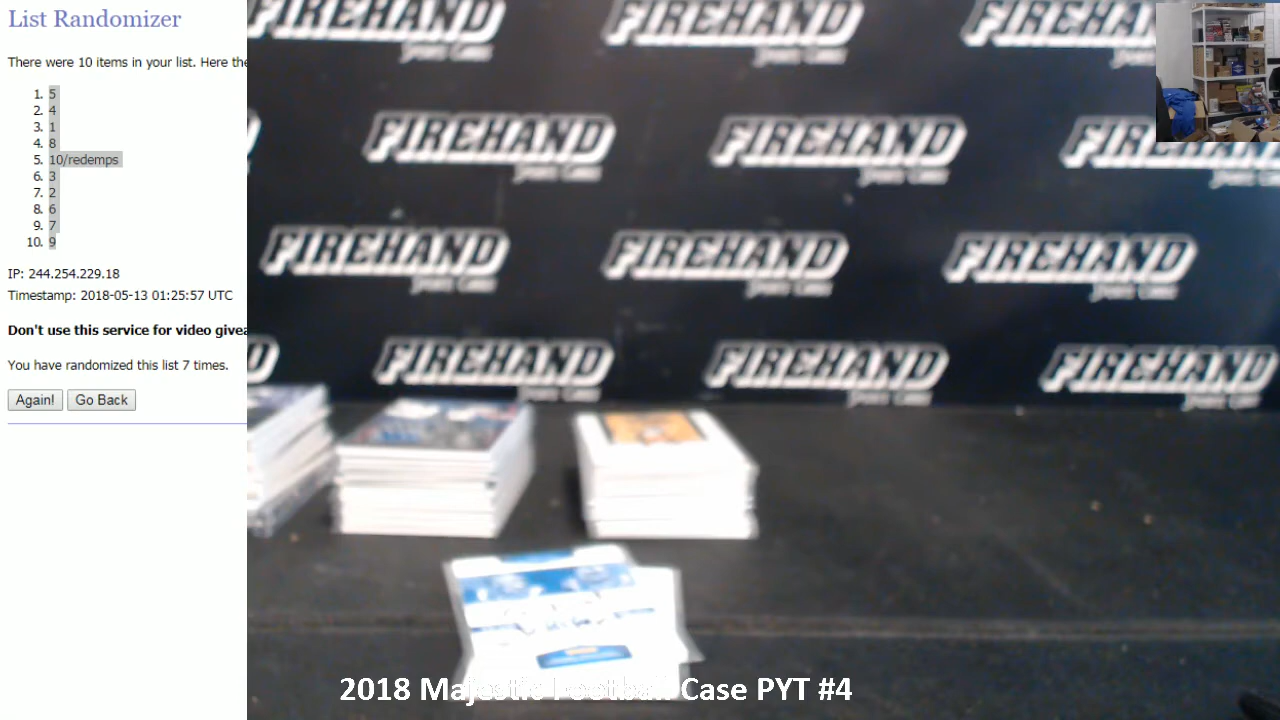 List Randomizer
There were 10 items in your list. Here the
1. 5
2. 4
3. 1
4. 8
5. 10/redemps
6. 3
7. 2
8. 6
9. 7
10. 9
IP: 244.254.229.18
Timestamp: 2018-05-13 01:25:57 UTC
Don't use this service for video givea
You have randomized this list 7 times.
Again! Go Back
FIREHAND FIREHAND FIREHAND
FIREHAND FIREHAND FIREHAND
FIREHAND FIREHAND FIREHAND
FIREHAND FIREHAND FIREHAND
2018 Majestic Football Case PYT #4